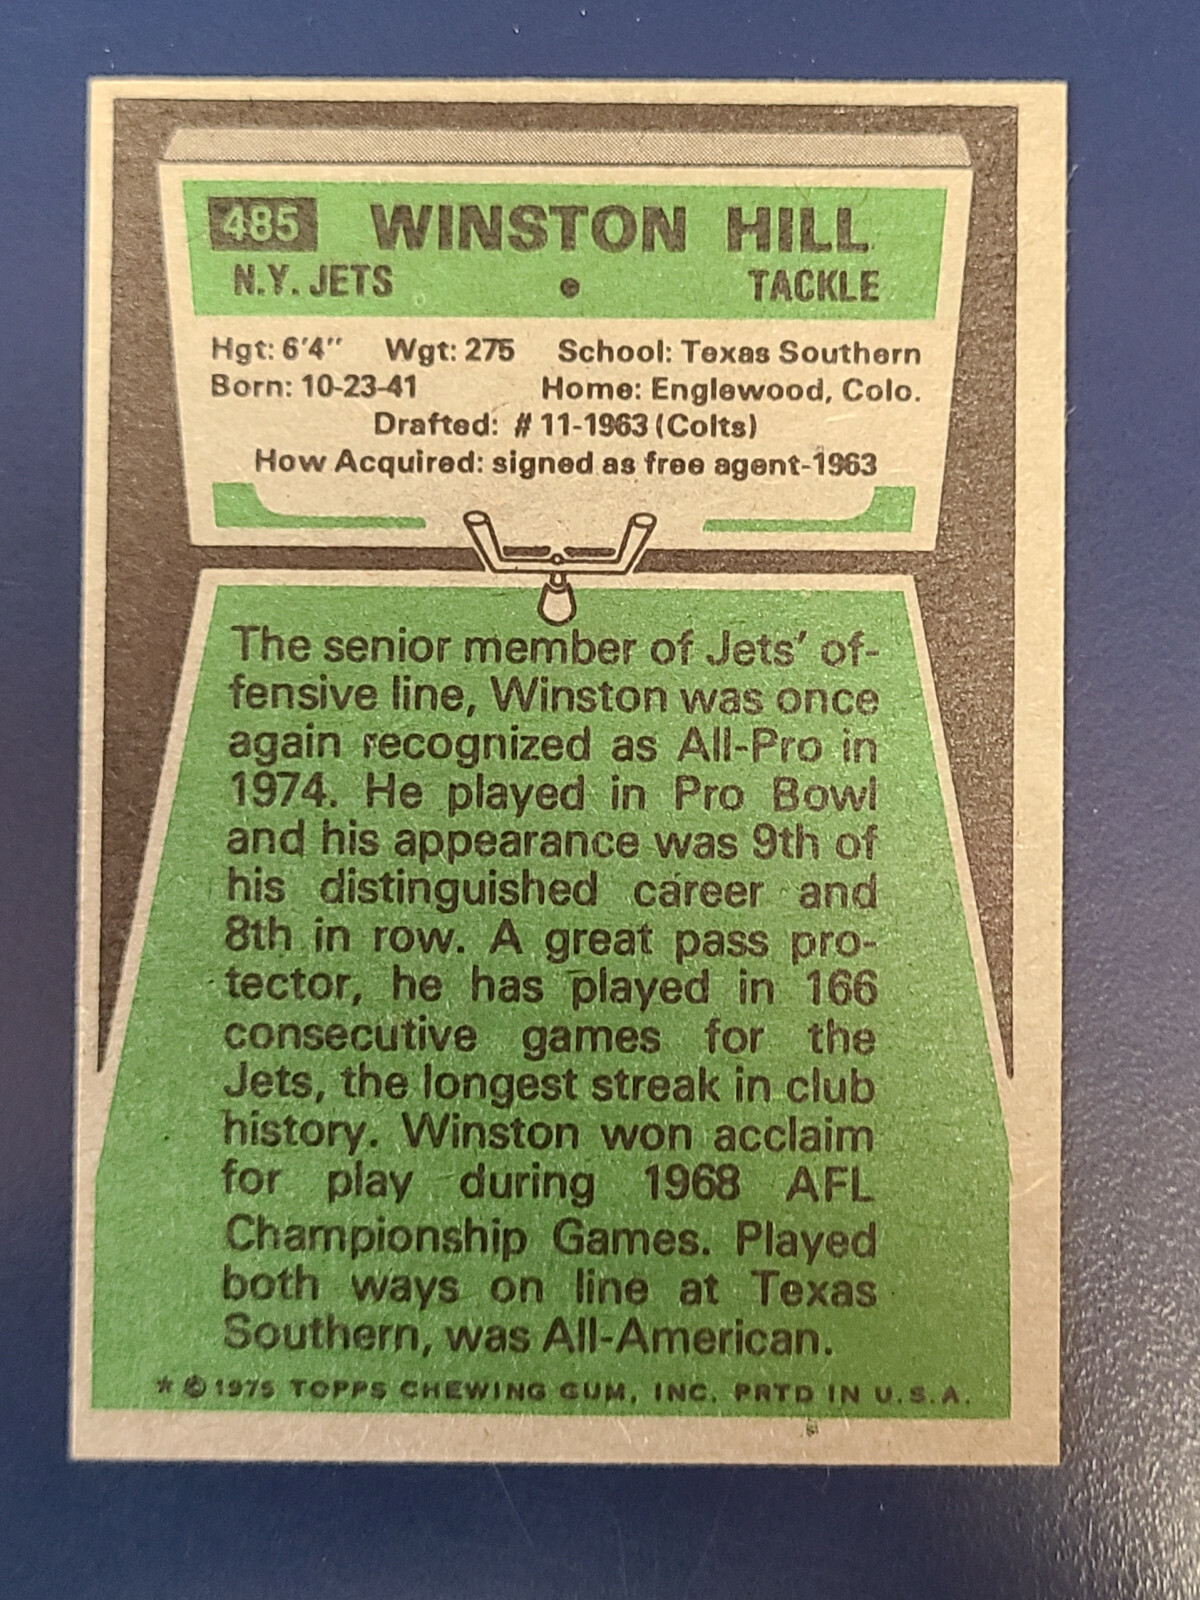 485 WINSTON HILL
N.Y. JETS • TACKLE
Hgt: 6'4" Wgt: 275 School: Texas Southern
Born: 10-23-41 Home: Englewood, Colo.
Drafted: # 11-1963 (Colts)
How Acquired: signed as free agent-1963
The senior member of Jets' of-
fensive line, Winston was once
again recognized as All-Pro in
1974. He played in Pro Bowl
and his appearance was 9th of
his distinguished career and
8th in row. A great pass pro-
tector, he has played in 166
consecutive games for the
Jets, the longest streak in club
history. Winston won acclaim
for play during 1968 AFL
Championship Games. Played
both ways on line at Texas
Southern, was All-American.
* © 1975 TOPPS CHEWING GUM, INC. PRTD IN U.S.A.